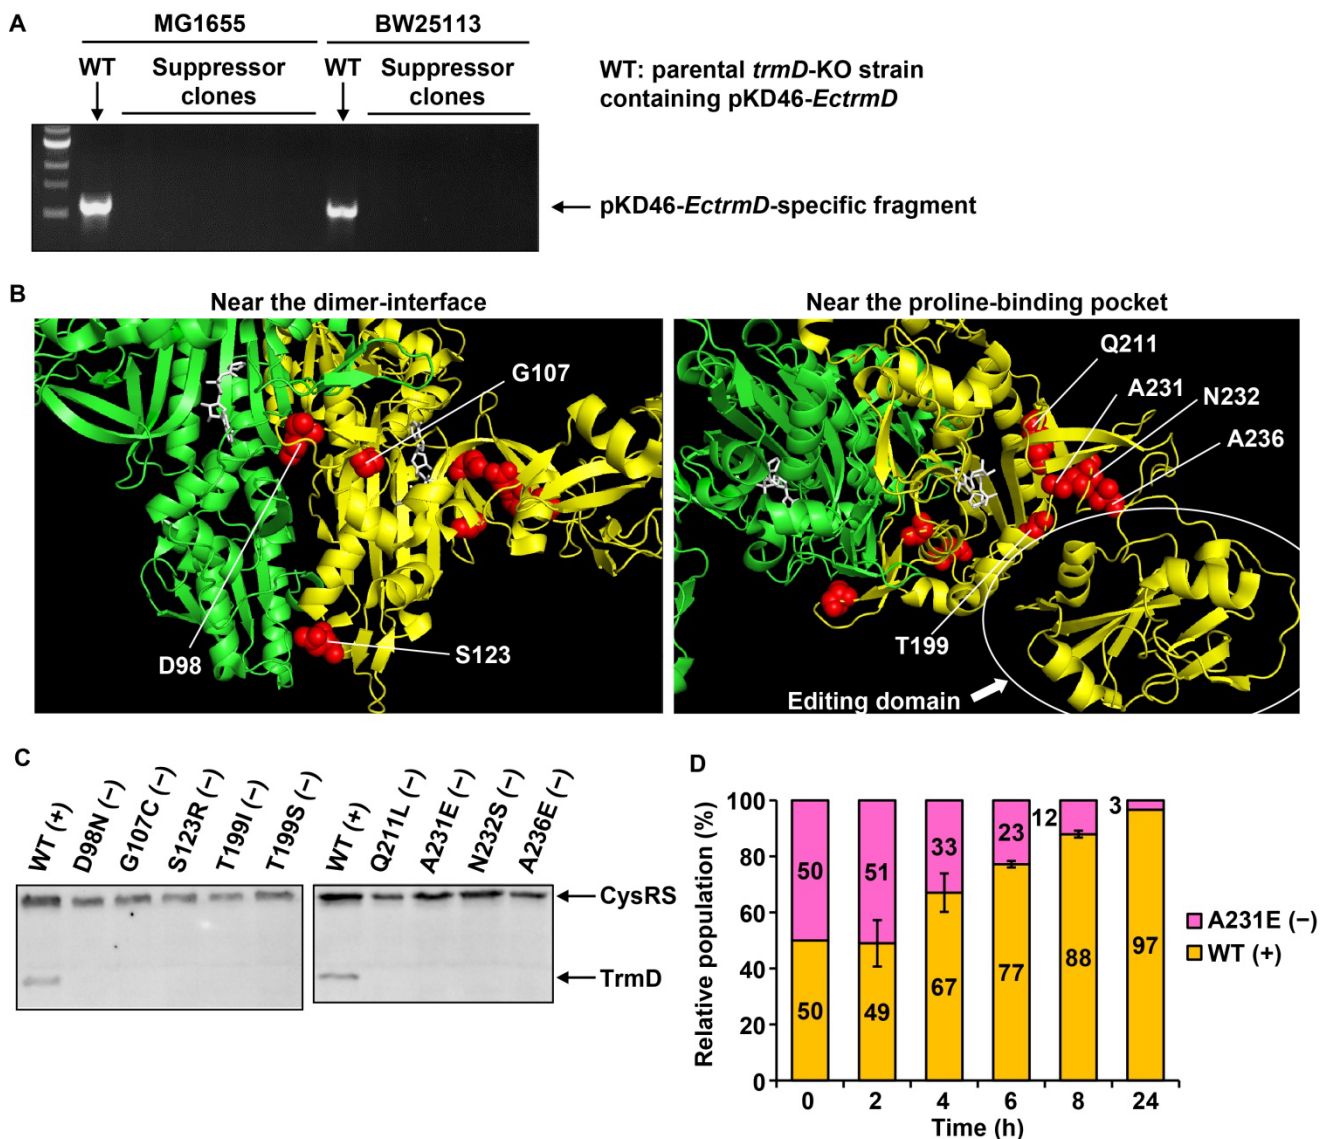 A
MG1655
BW25113
WT
Suppressor
clones
WT
Suppressor
clones
WT: parental trmD-KO strain
containing pKD46-EctrmD
pKD46-EctrmD-specific fragment
B
Near the dimer-interface
Near the proline-binding pocket
G107
D98
S123
Q211
A231
N232
A236
T199
Editing domain
C
WT (+)
D98N (−)
G107C (−)
S123R (−)
T199I (−)
T199S (−)
WT (+)
Q211L (−)
A231E (−)
N232S (−)
A236E (−)
CysRS
TrmD
D
Relative population (%)
100
80
60
40
20
0
50
51
33
23
12
3
50
49
67
77
88
97
0 2 4 6 8 24
Time (h)
A231E (−)
WT (+)